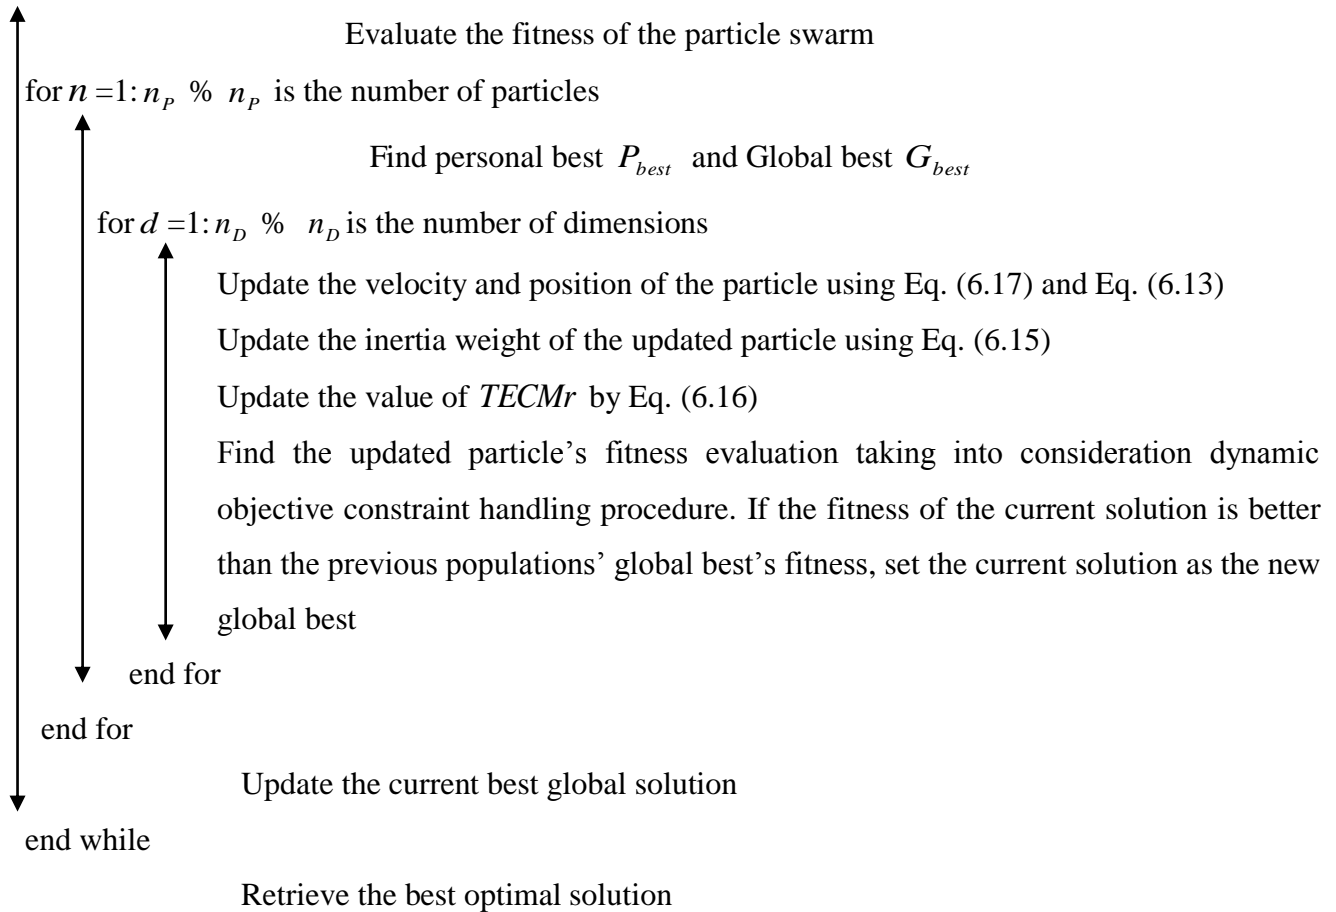 Evaluate the fitness of the particle swarm
for n =1: n_P % n_P is the number of particles
Find personal best P_best and Global best G_best
for d =1: n_D % n_D is the number of dimensions
Update the velocity and position of the particle using Eq. (6.17) and Eq. (6.13)
Update the inertia weight of the updated particle using Eq. (6.15)
Update the value of TECMr by Eq. (6.16)
Find the updated particle’s fitness evaluation taking into consideration dynamic
objective constraint handling procedure. If the fitness of the current solution is better
than the previous populations’ global best’s fitness, set the current solution as the new
global best
end for
end for
Update the current best global solution
end while
Retrieve the best optimal solution